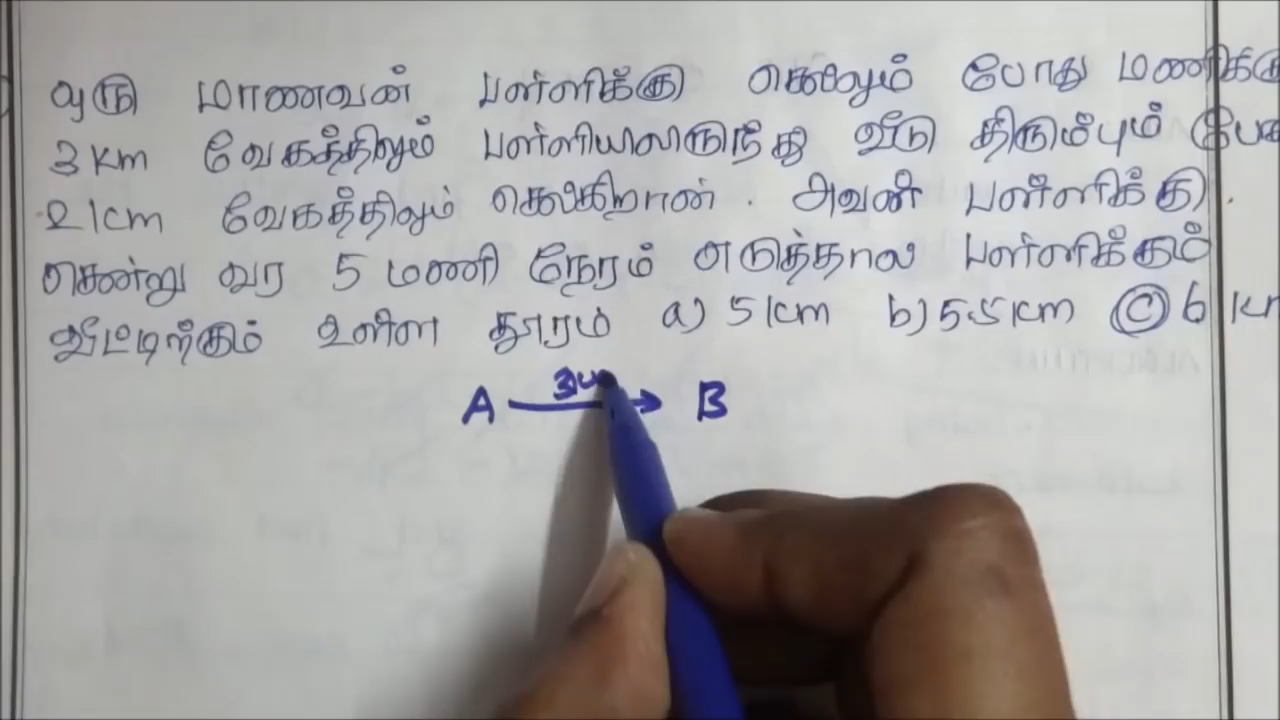 ஒரு மாணவன் பள்ளிக்கு செல்லும் போது மணிக்கு
3 km வேகத்திலும் பள்ளியிலிருந்து வீடு திரும்பும் போ
2 km வேகத்திலும் செல்கிறான். அவன் பள்ளிக்கு
சென்று வர 5 மணி நேரம் எடுத்தால் பள்ளிக்கும்
வீட்டிற்கும் உள்ள தூரம் a) 5 km b) 5.5 km c) 6 km
3
A B